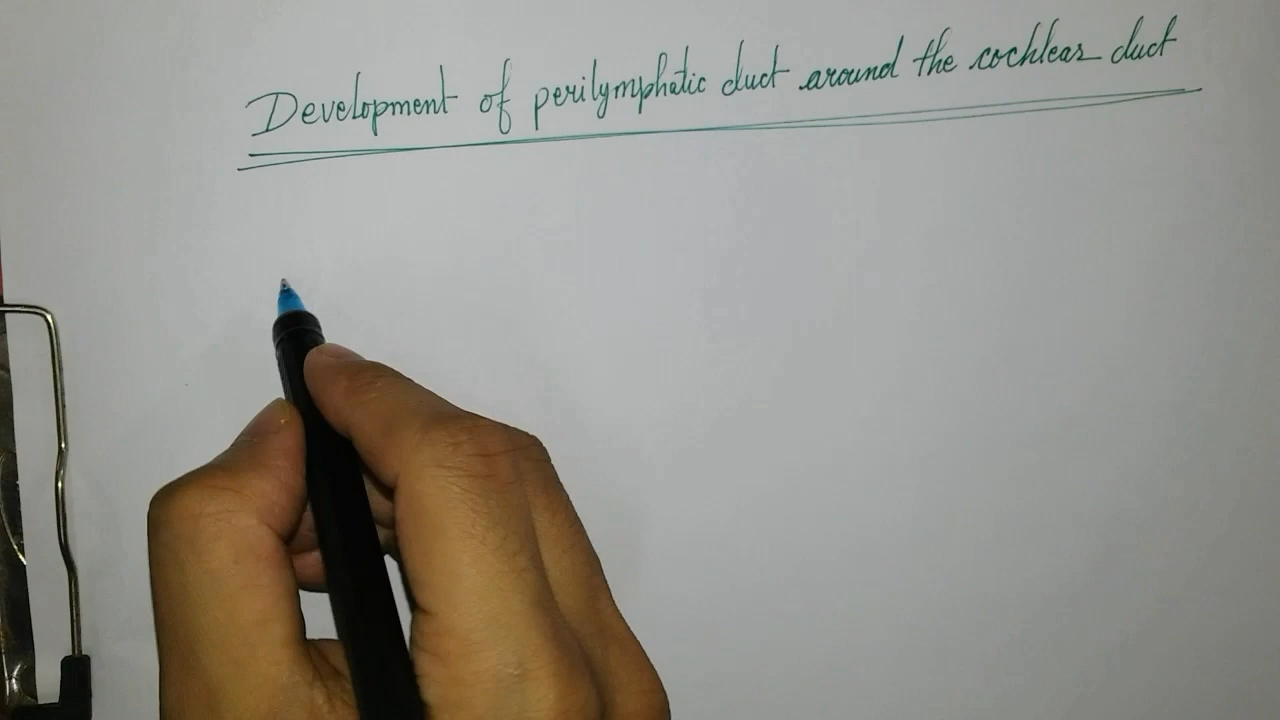 Development of perilymphatic duct around the cochlear duct